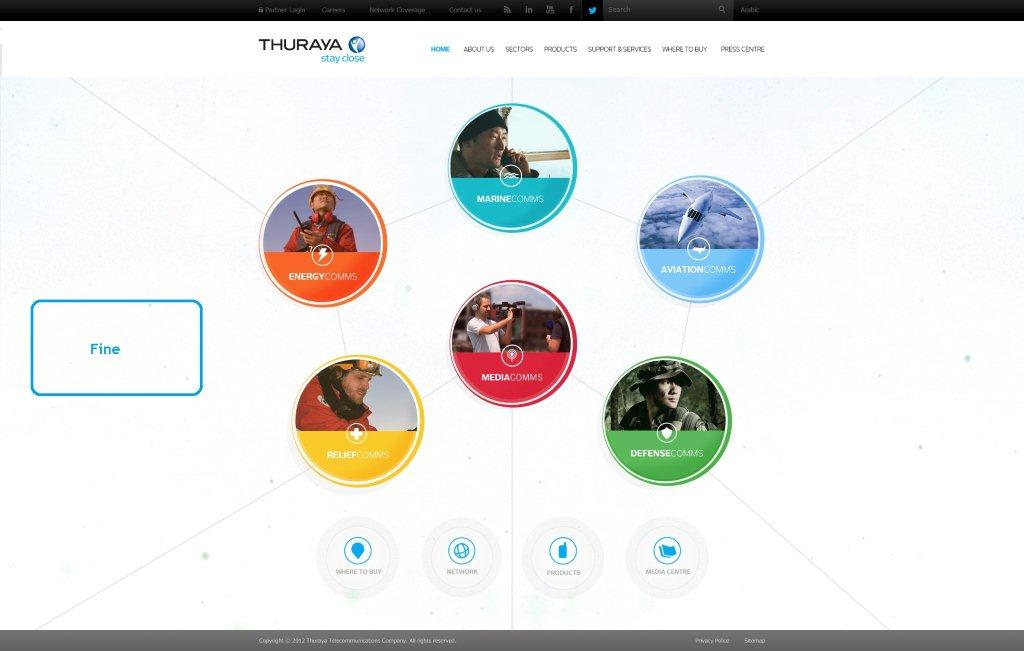 Partner Login Careers Network Coverage Contact us in You f Search Arabic
THURAYA
stay close
HOME ABOUT US SECTORS PRODUCTS SUPPORT & SERVICES WHERE TO BUY PRESS CENTRE
MARINECOMMS
ENERGYCOMMS
AVIATIONCOMMS
MEDIACOMMS
Fine
RELIEFCOMMS
DEFENSECOMMS
WHERE TO BUY
NETWORK
PRODUCTS
MEDIA CENTRE
Copyright © 2012 Thuraya Telecommunications Company. All rights reserved. Privacy Police Sitemap